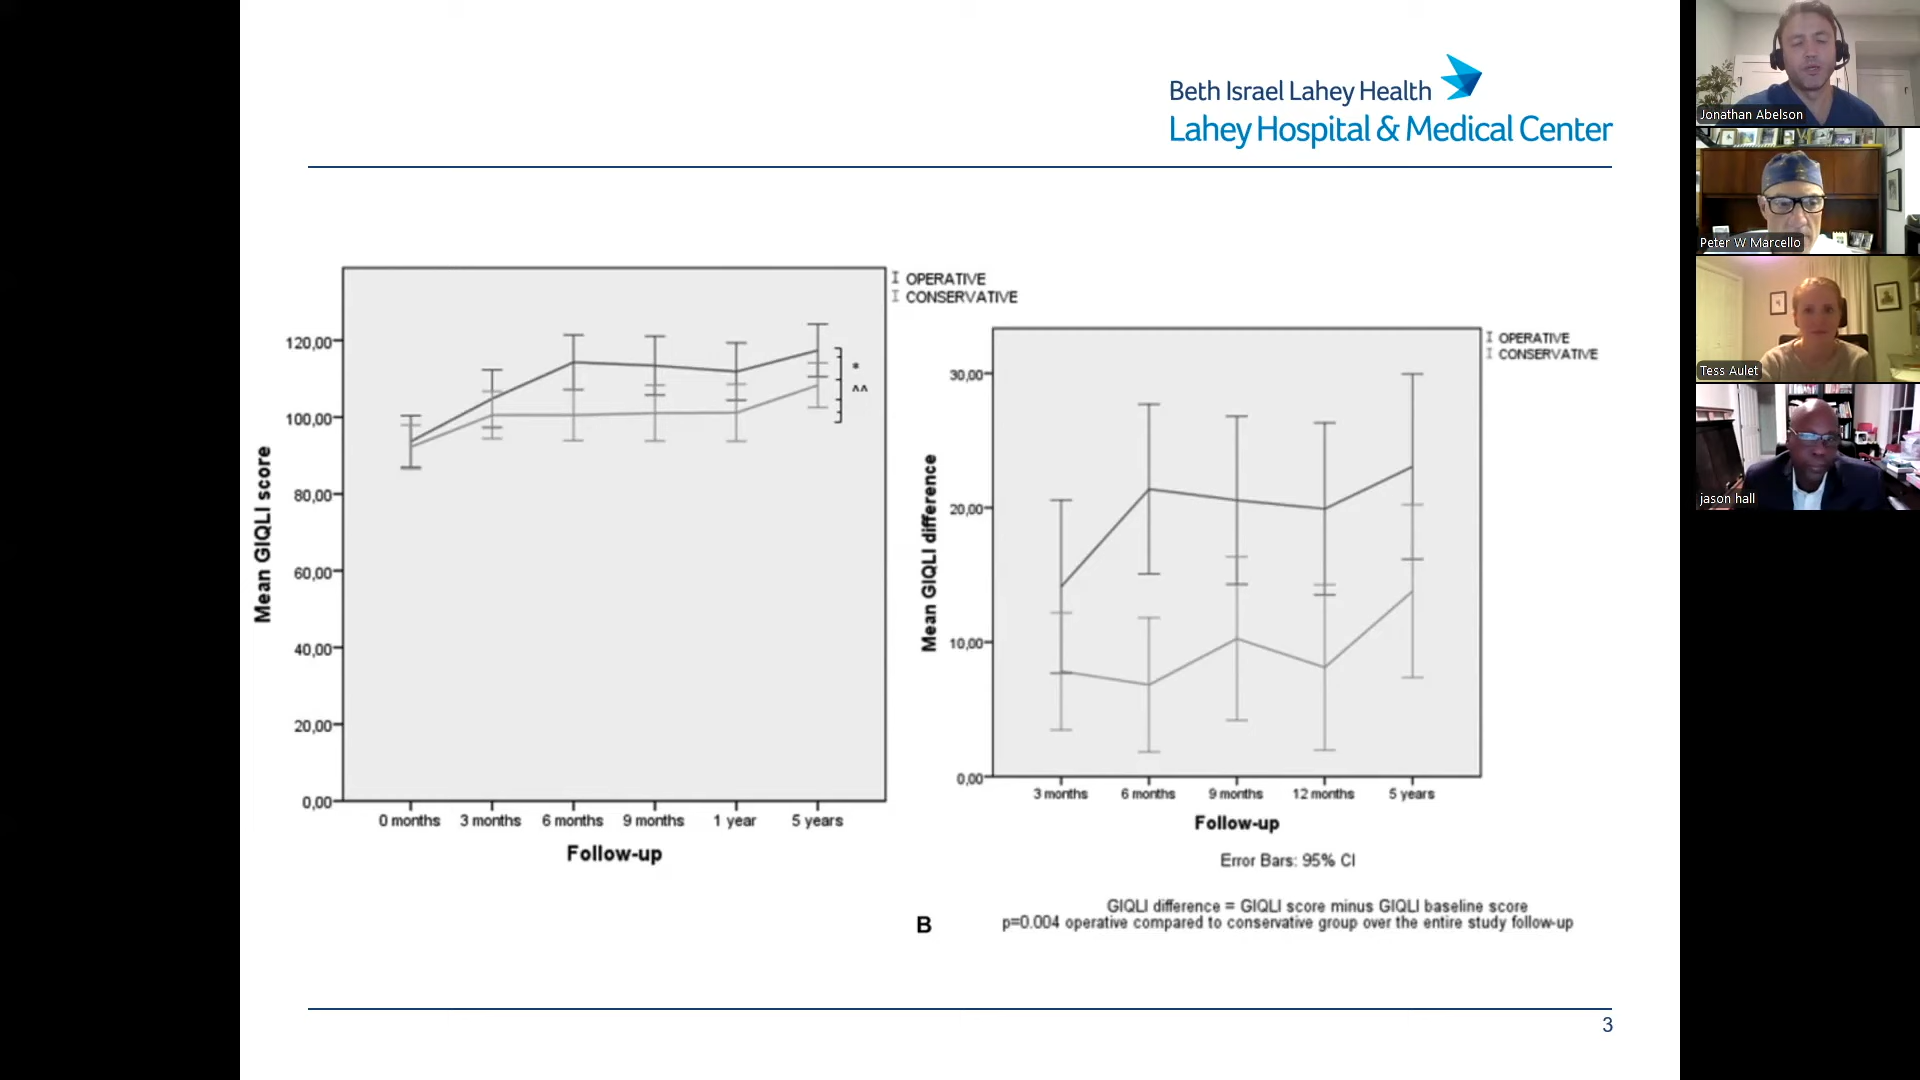 Beth Israel Lahey Health
Lahey Hospital & Medical Center
OPERATIVE
CONSERVATIVE
Mean GIQLI score
120,00
100,00
80,00
60,00
40,00
20,00
0,00
0 months 3 months 6 months 9 months 1 year 5 years
Follow-up
*
^^
OPERATIVE
CONSERVATIVE
Mean GIQLI difference
30,00
20,00
10,00
0,00
3 months 6 months 9 months 12 months 5 years
Follow-up
Error Bars: 95% CI
GIQLI difference = GIQLI score minus GIQLI baseline score
p=0.004 operative compared to conservative group over the entire study follow-up
B
3
Jonathan Abelson
Peter W Marcello
Tess Aulet
jason hall